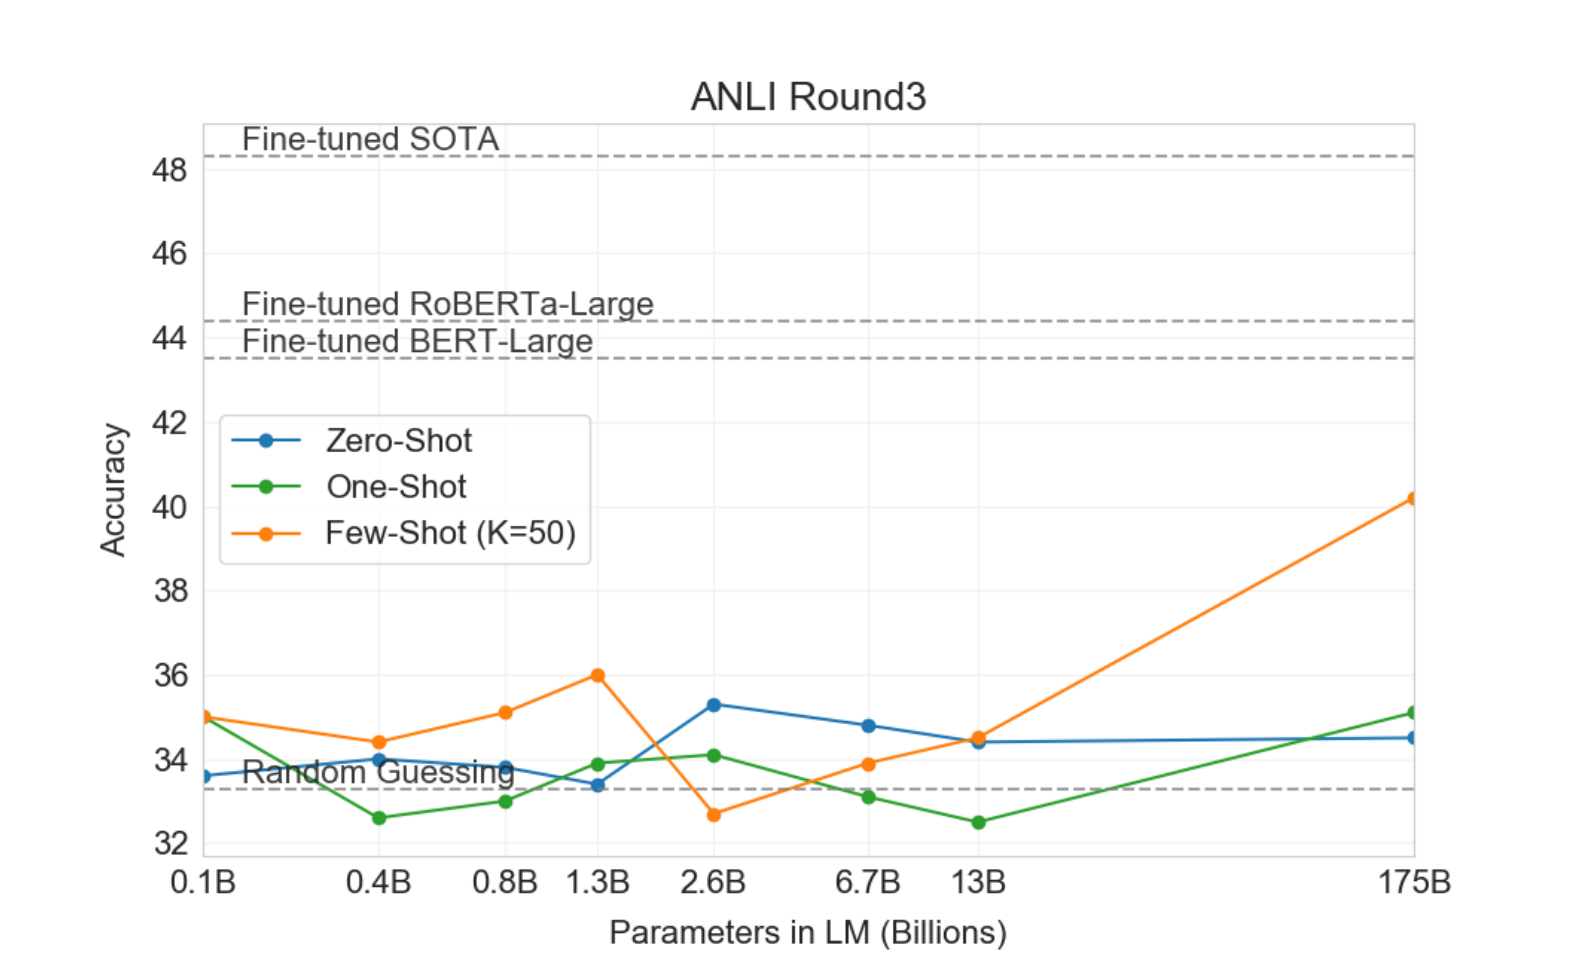 ANLI Round3
Fine-tuned SOTA
48
46
Fine-tuned RoBERTa-Large
44
Fine-tuned BERT-Large
42
Zero-Shot
One-Shot
Few-Shot (K=50)
Accuracy
40
38
36
34
Random Guessing
32
0.1B 0.4B 0.8B 1.3B 2.6B 6.7B 13B 175B
Parameters in LM (Billions)